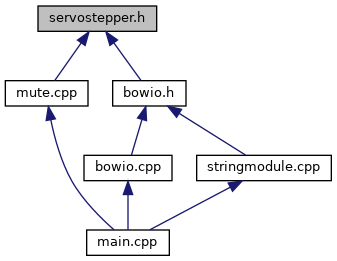 servostepper.h
mute.cpp
bowio.h
bowio.cpp
stringmodule.cpp
main.cpp